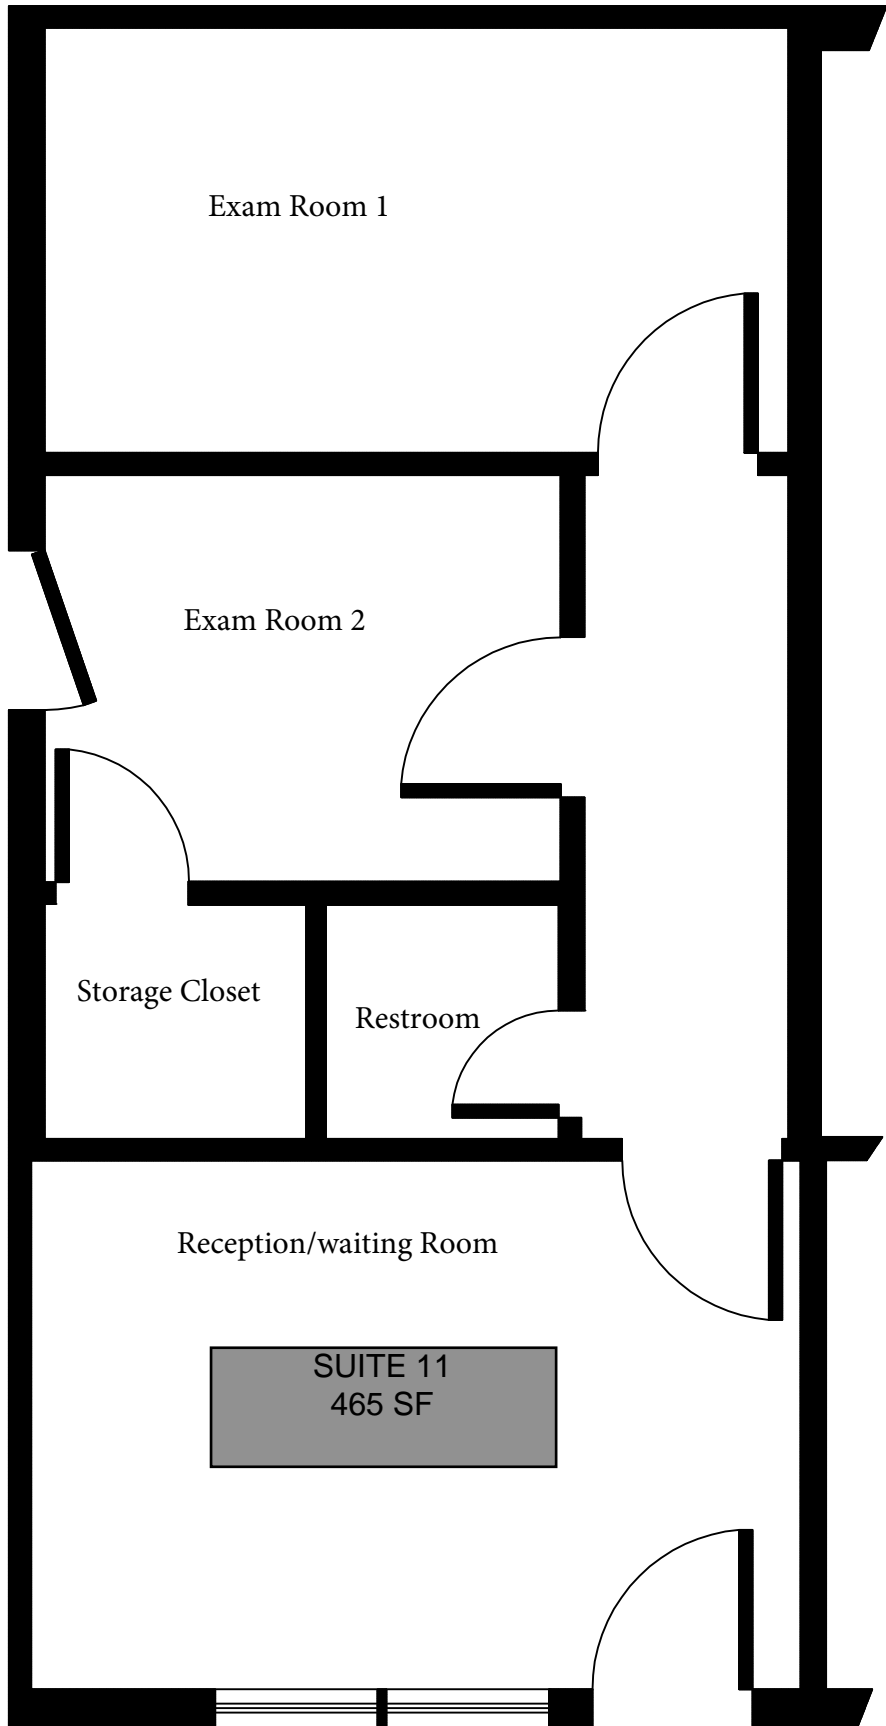 Exam Room 1
Exam Room 2
Storage Closet
Restroom
Reception/waiting Room
SUITE 11
465 SF